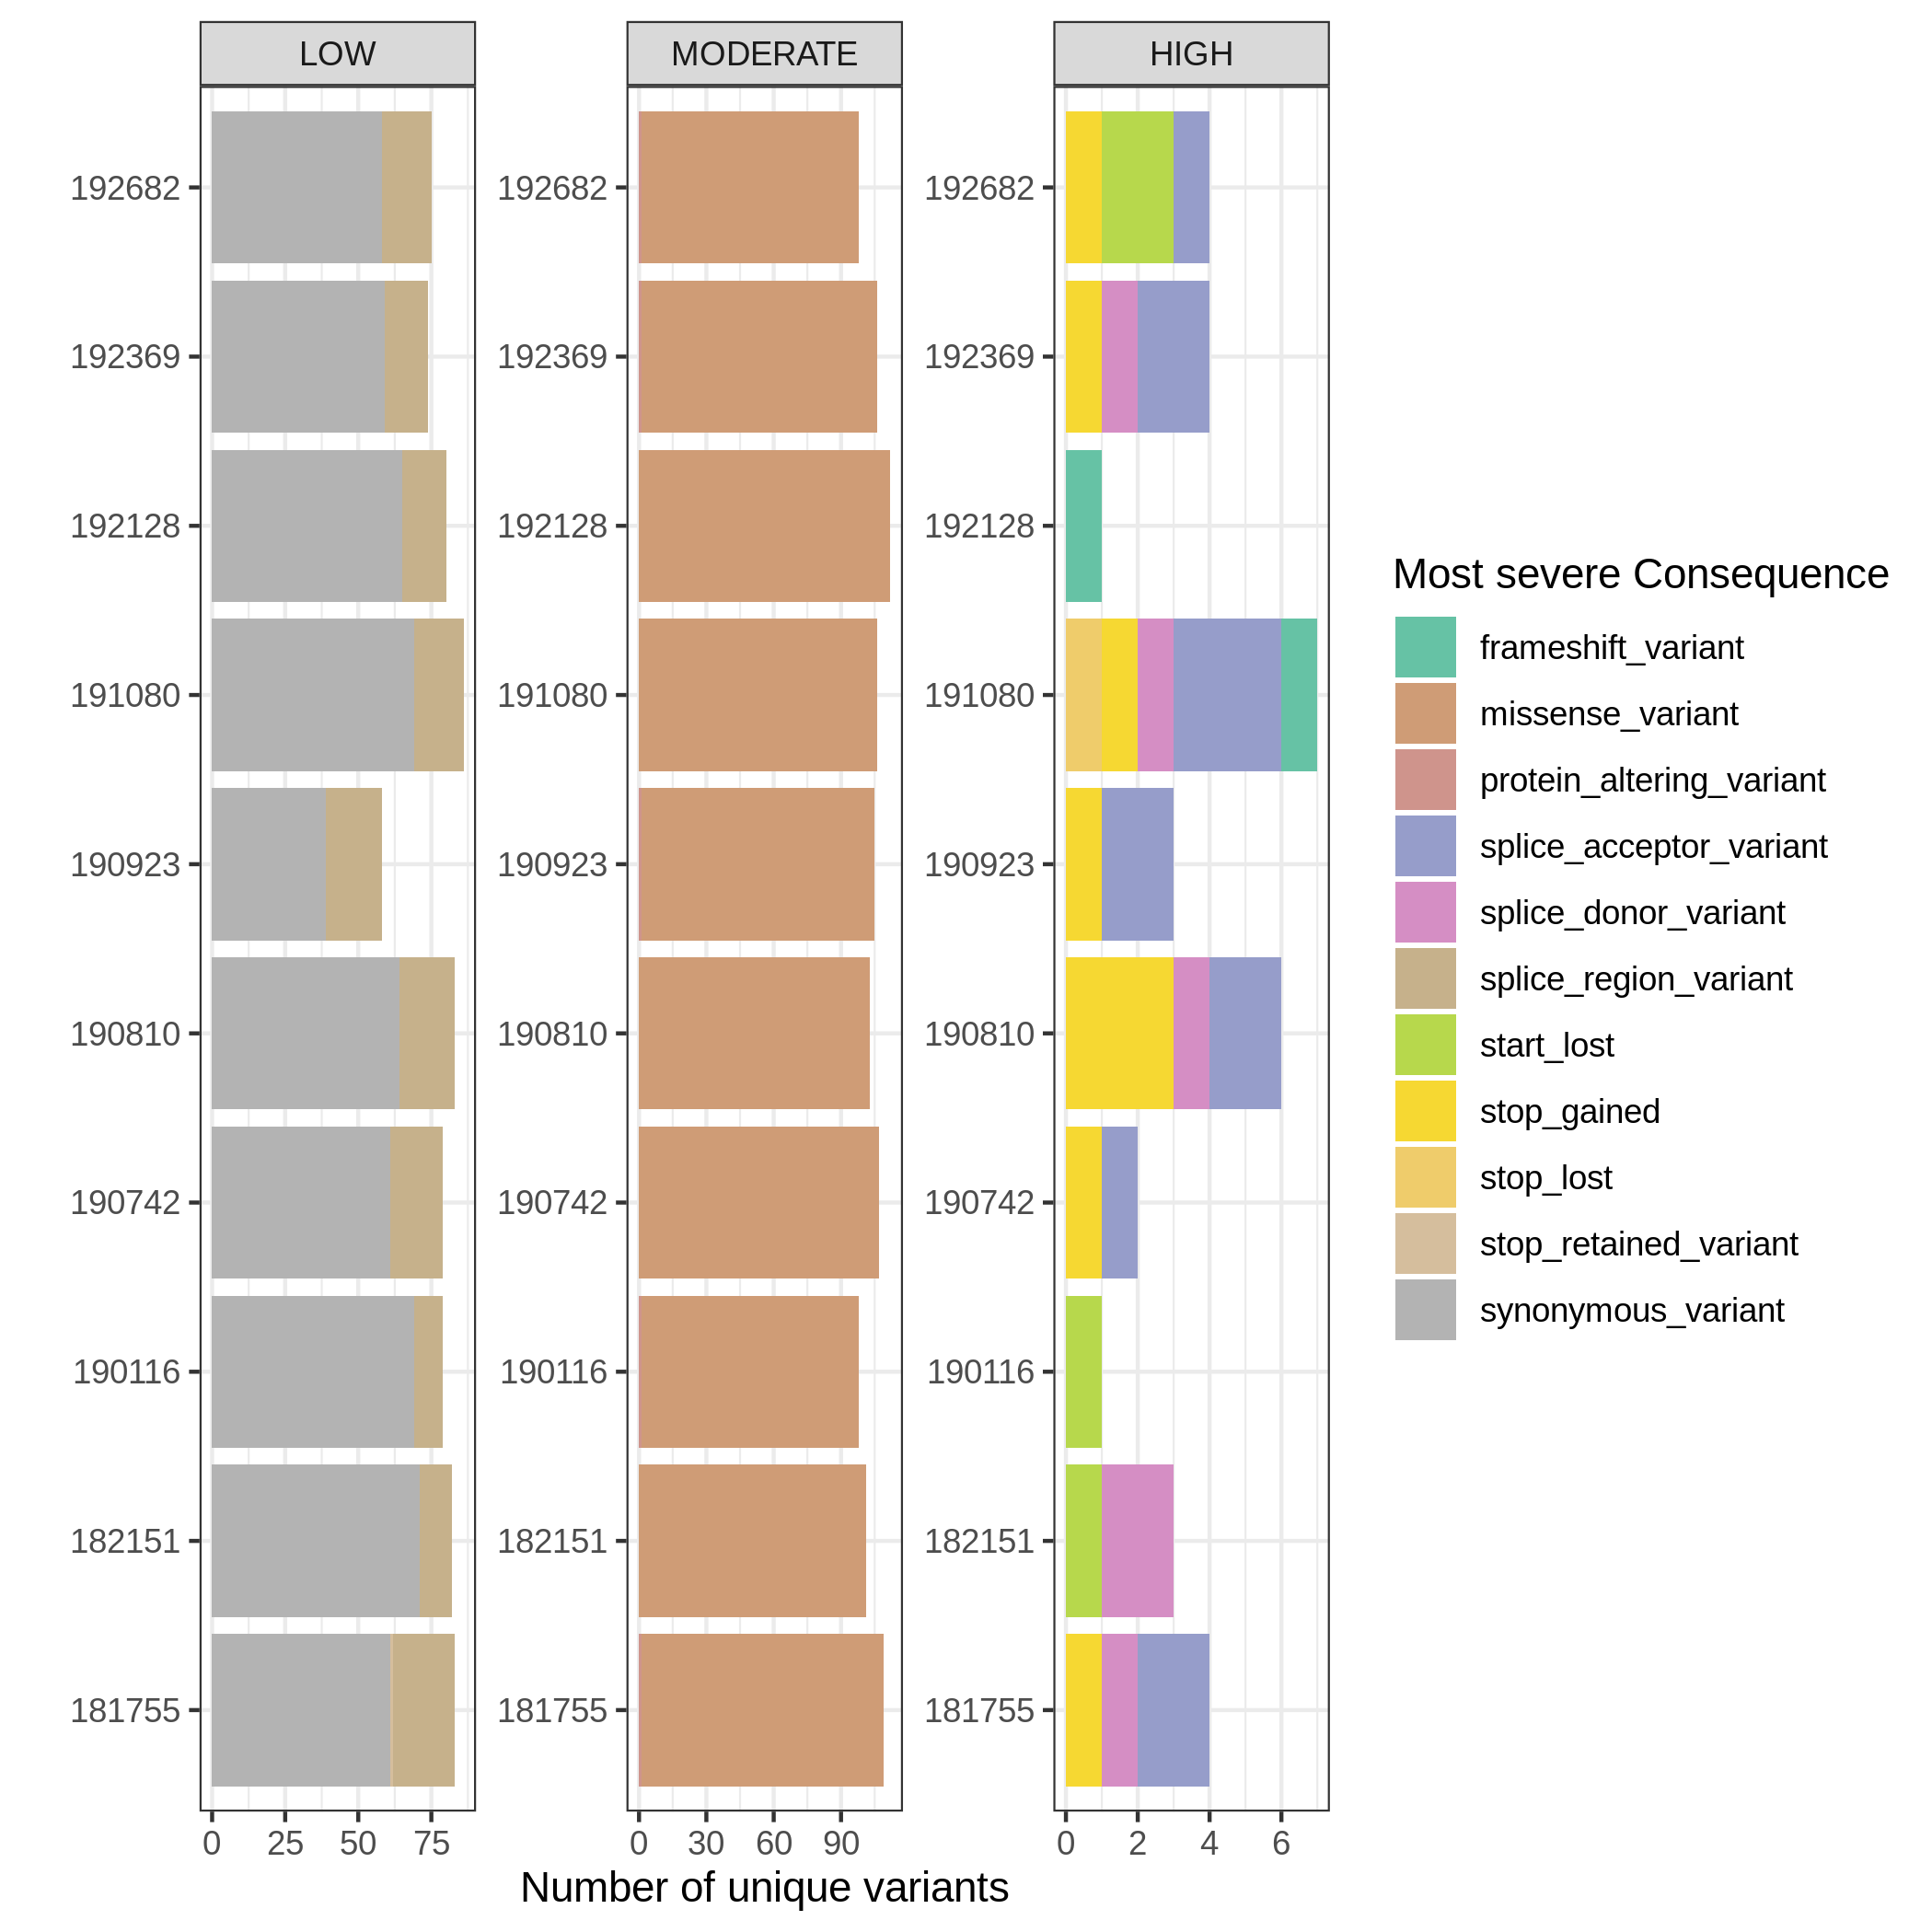 LOW
MODERATE
HIGH
192682
192369
192128
191080
190923
190810
190742
190116
182151
181755
0 25 50 75
192682
192369
192128
191080
190923
190810
190742
190116
182151
181755
0 30 60 90
192682
192369
192128
191080
190923
190810
190742
190116
182151
181755
0 2 4 6
Number of unique variants
Most severe Consequence
frameshift_variant
missense_variant
protein_altering_variant
splice_acceptor_variant
splice_donor_variant
splice_region_variant
start_lost
stop_gained
stop_lost
stop_retained_variant
synonymous_variant